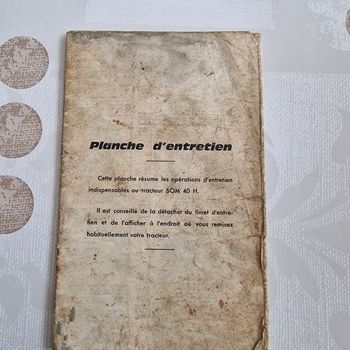 Planche d'entretien
Cette planche résume les opérations d'entretien
indispensables au tracteur SOM 40 H.
Il est conseillé de la détacher du livret d'entre-
tien et de l'afficher à l'endroit où vous remisez
habituellement votre tracteur.